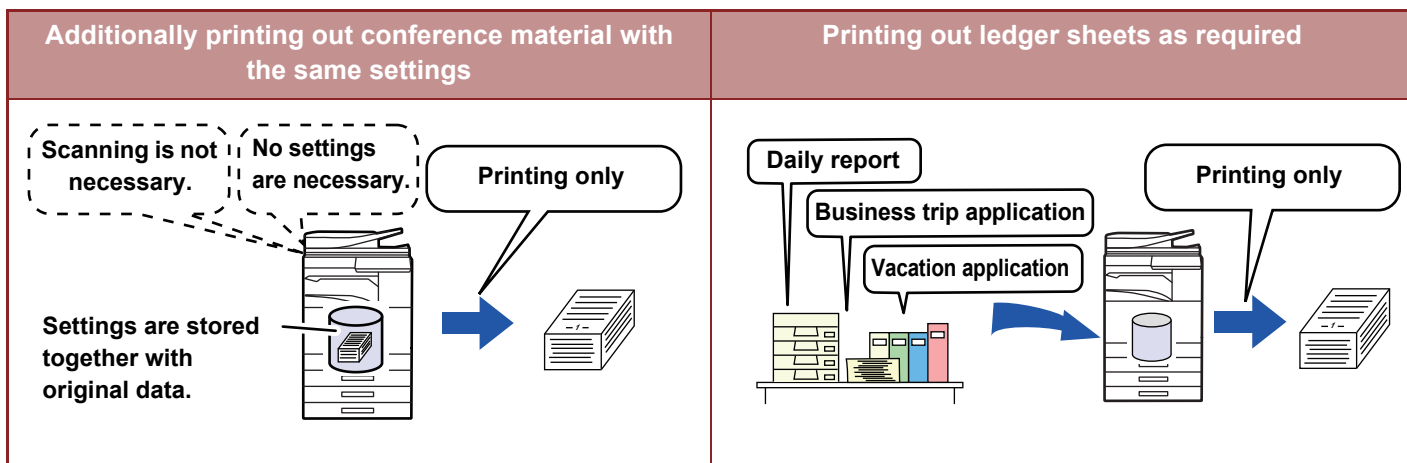 Additionally printing out conference material with
the same settings
Printing out ledger sheets as required
Scanning is not
necessary.
No settings
are necessary.
Printing only
Settings are stored
together with
original data.
–1–
Daily report
Business trip application
Vacation application
Printing only
–1–